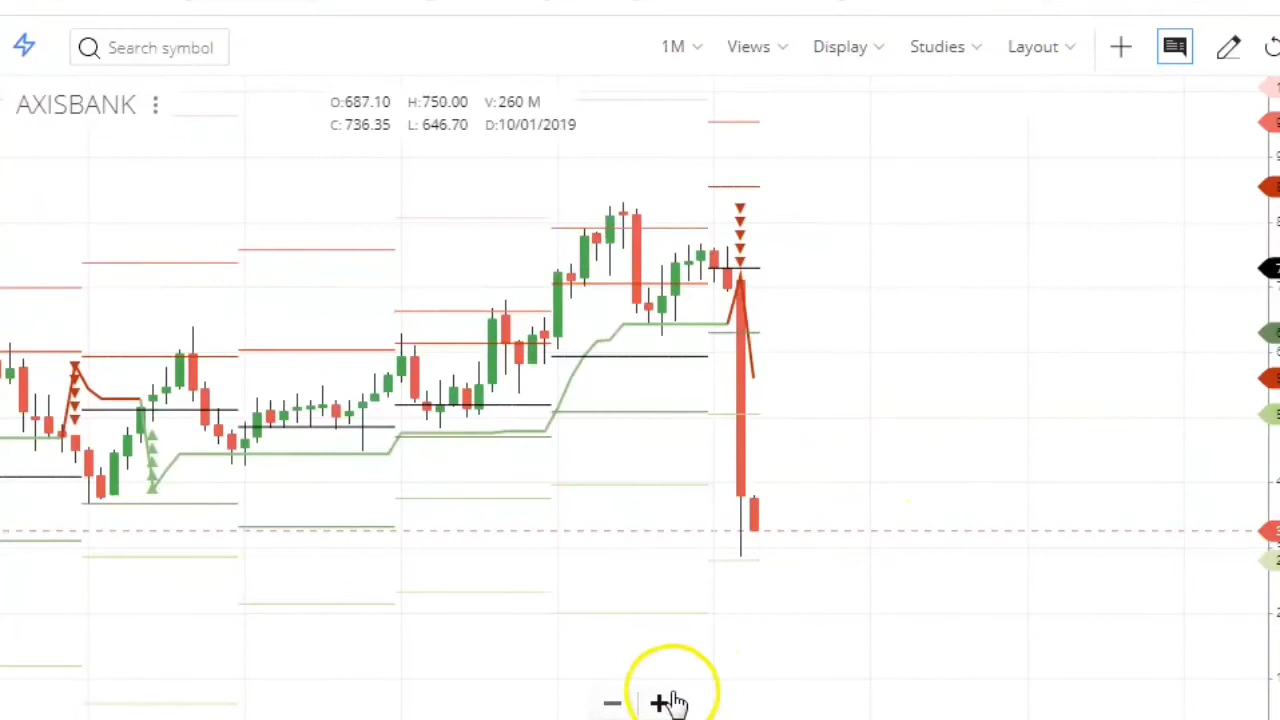 Search symbol 1M Views Display Studies Layout
AXISBANK
O:687.10 H:750.00 V:260 M
C: 736.35 L: 646.70 D:10/01/2019